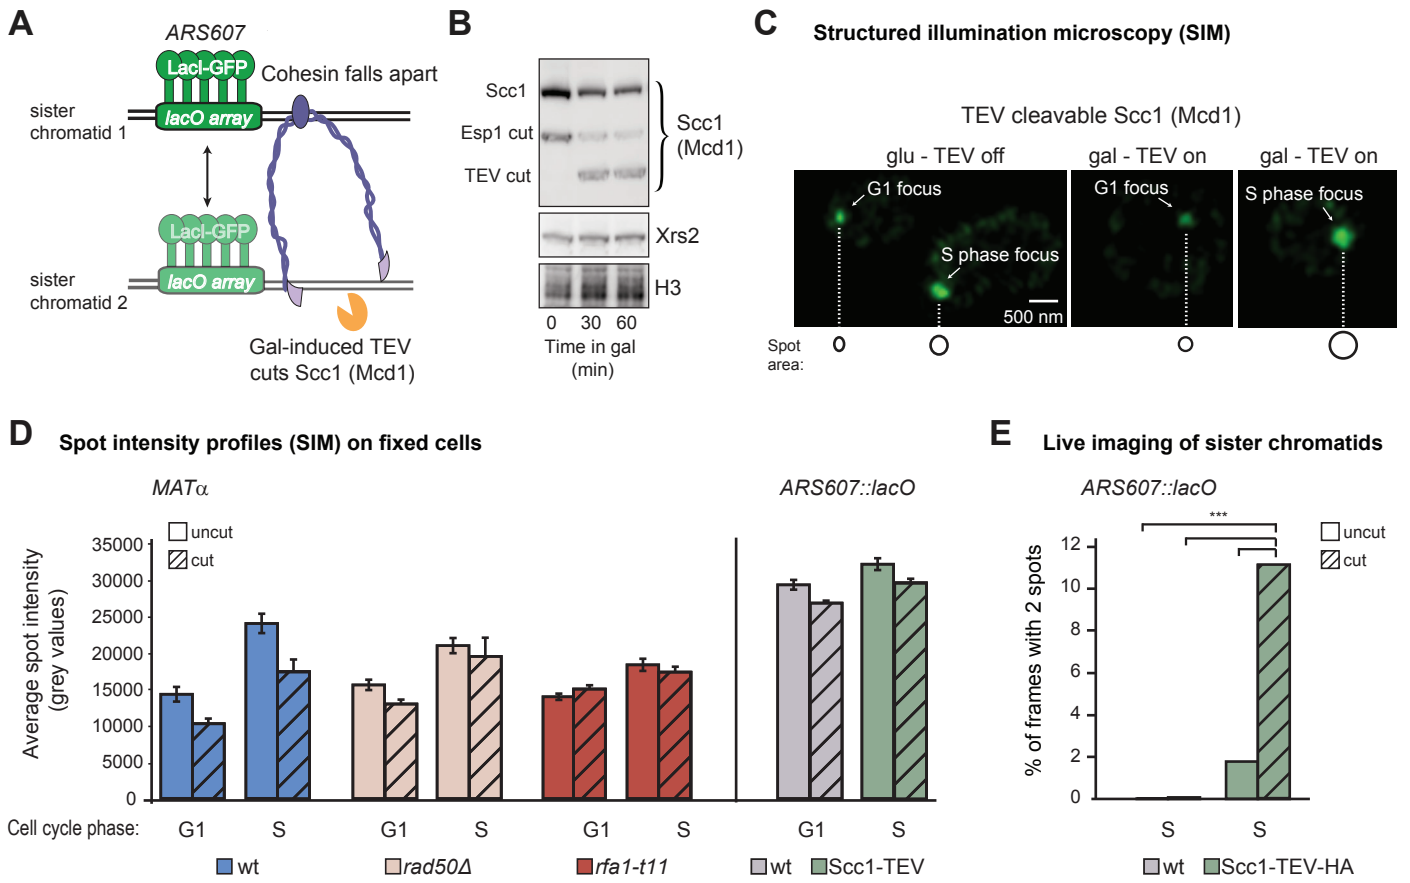 A
ARS607
LacI-GFP
Cohesin falls apart
sister
chromatid 1
lacO array
LacI-GFP
lacO array
sister
chromatid 2
Gal-induced TEV
cuts Scc1 (Mcd1)
B
Scc1
Esp1 cut
TEV cut
Scc1
(Mcd1)
Xrs2
H3
0 30 60
Time in gal
(min)
C
Structured illumination microscopy (SIM)
TEV cleavable Scc1 (Mcd1)
glu - TEV off
gal - TEV on
gal - TEV on
G1 focus
S phase focus
500 nm
G1 focus
S phase focus
Spot
area:
D
Spot intensity profiles (SIM) on fixed cells
MATα
ARS607::lacO
uncut
cut
Average spot intensity
(grey values)
35000
30000
25000
20000
15000
10000
5000
0
Cell cycle phase:
G1 S G1 S G1 S G1 S
wt
rad50Δ
rfa1-t11
wt
Scc1-TEV
E
Live imaging of sister chromatids
ARS607::lacO
***
uncut
cut
% of frames with 2 spots
12
10
8
6
4
2
0
S S
wt
Scc1-TEV-HA